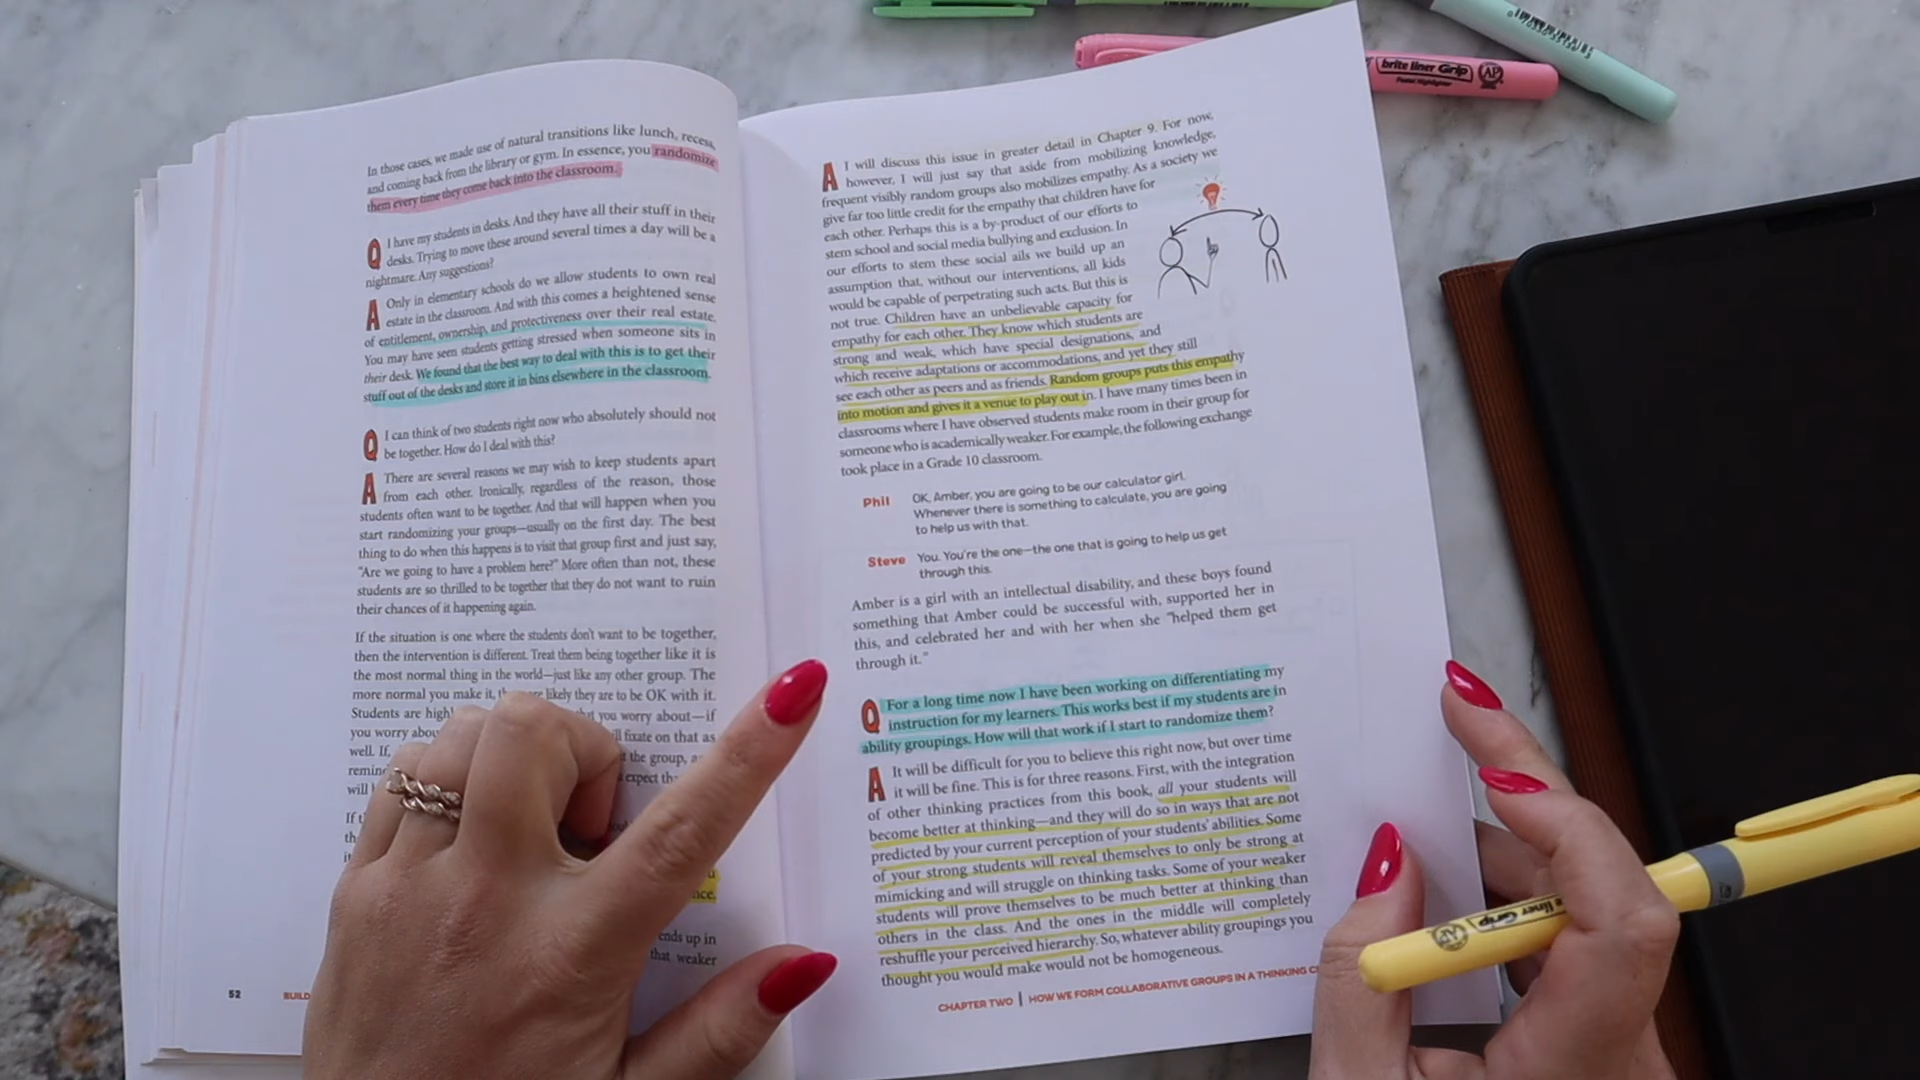 In those cases, we made use of natural transitions like lunch, recess,
and coming back from the library or gym. In essence, you randomize
them every time they come back into the classroom.
Q I have my students in desks. And they have all their stuff in their
desks. Trying to move these around several times a day will be a
nightmare. Any suggestions?
A Only in elementary schools do we allow students to own real
estate in the classroom. And with this comes a heightened sense
of entitlement, ownership, and protectiveness over their real estate.
You may have seen students getting stressed when someone sits in
their desk. We found that the best way to deal with this is to get their
stuff out of the desks and store it in bins elsewhere in the classroom.
Q I can think of two students right now who absolutely should not
be together. How do I deal with this?
A There are several reasons we may wish to keep students apart
from each other. Ironically, regardless of the reason, those
students often want to be together. And that will happen when you
start randomizing your groups—usually on the first day. The best
thing to do when this happens is to visit that group first and just say,
"Are we going to have a problem here?" More often than not, these
students are so thrilled to be together that they do not want to ruin
their chances of it happening again.
If the situation is one where the students don't want to be together,
then the intervention is different. Treat them being together like it is
the most normal thing in the world—just like any other group. The
more normal you make it, likely they are to be OK with it.
Students are you worry about—if
you worry fixate on that as
well. If, the group,
expect
will
If
ends up in
that weaker
52 BUILD
A I will discuss this issue in greater detail in Chapter 9. For now,
however, I will just say that aside from mobilizing knowledge,
frequent visibly random groups also mobilizes empathy. As a society we
give far too little credit for the empathy that children have for
each other. Perhaps this is a by-product of our efforts to
stem school and social media bullying and exclusion. In
our efforts to stem these social ails we build up an
assumption that, without our interventions, all kids
would be capable of perpetrating such acts. But this is
not true. Children have an unbelievable capacity for
empathy for each other. They know which students are
strong and weak, which have special designations, and
which receive adaptations or accommodations, and yet they still
see each other as peers and as friends. Random groups puts this empathy
into motion and gives it a venue to play out in. I have many times been in
classrooms where I have observed students make room in their group for
someone who is academically weaker. For example, the following exchange
took place in a Grade 10 classroom.
Phil OK, Amber, you are going to be our calculator girl.
Whenever there is something to calculate, you are going
to help us with that.
Steve You. You're the one—the one that is going to help us get
through this.
Amber is a girl with an intellectual disability, and these boys found
something that Amber could be successful with, supported her in
this, and celebrated her and with her when she "helped them get
through it."
Q For a long time now I have been working on differentiating my
instruction for my learners. This works best if my students are in
ability groupings. How will that work if I start to randomize them?
A It will be difficult for you to believe this right now, but over time
it will be fine. This is for three reasons. First, with the integration
of other thinking practices from this book, all your students will
become better at thinking—and they will do so in ways that are not
predicted by your current perception of your students' abilities. Some
of your strong students will reveal themselves to only be strong at
mimicking and will struggle on thinking tasks. Some of your weaker
students will prove themselves to be much better at thinking than
others in the class. And the ones in the middle will completely
reshuffle your perceived hierarchy. So, whatever ability groupings you
thought you would make would not be homogeneous.
CHAPTER TWO | HOW WE FORM COLLABORATIVE GROUPS IN A THINKING
brite liner Grip AP
liner Grip AP